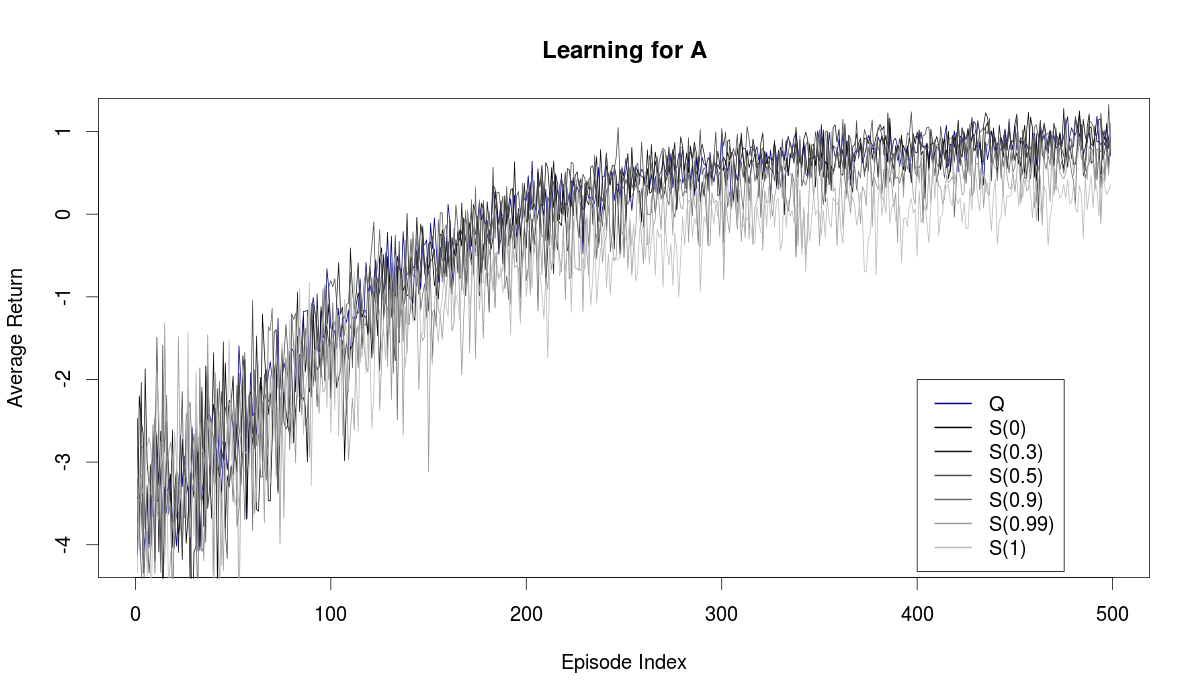 Learning for A
Average Return
1
0
-1
-2
-3
-4
Q
S(0)
S(0.3)
S(0.5)
S(0.9)
S(0.99)
S(1)
0 100 200 300 400 500
Episode Index